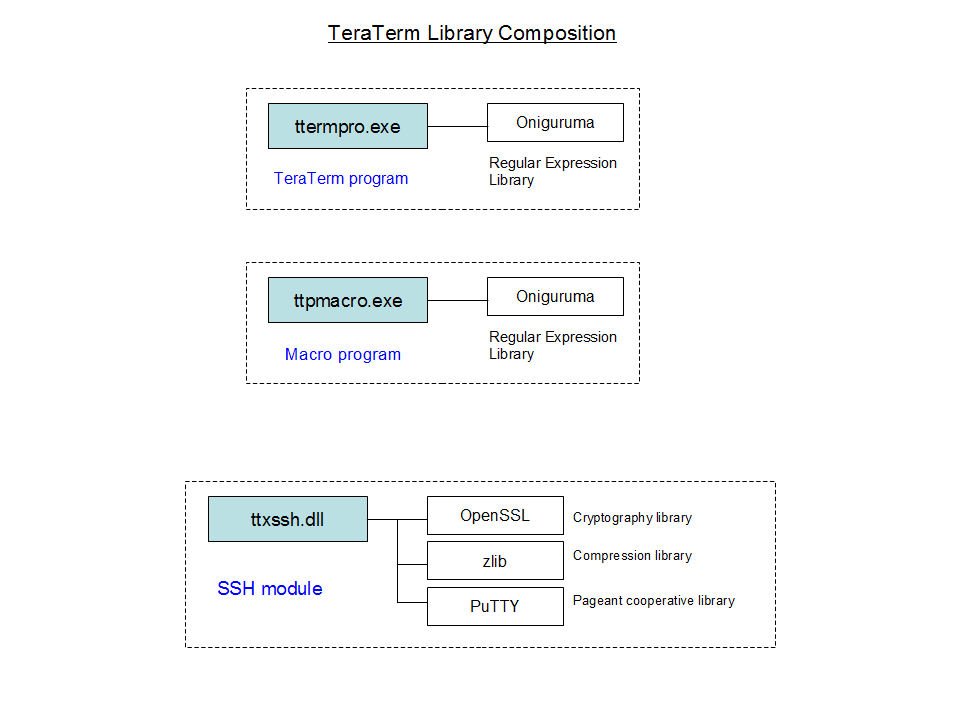 TeraTerm Library Composition
ttermpro.exe
Oniguruma
TeraTerm program
Regular Expression
Library
ttpmacro.exe
Oniguruma
Macro program
Regular Expression
Library
ttxssh.dll
OpenSSL
Cryptography library
zlib
Compression library
SSH module
PuTTY
Pageant cooperative library